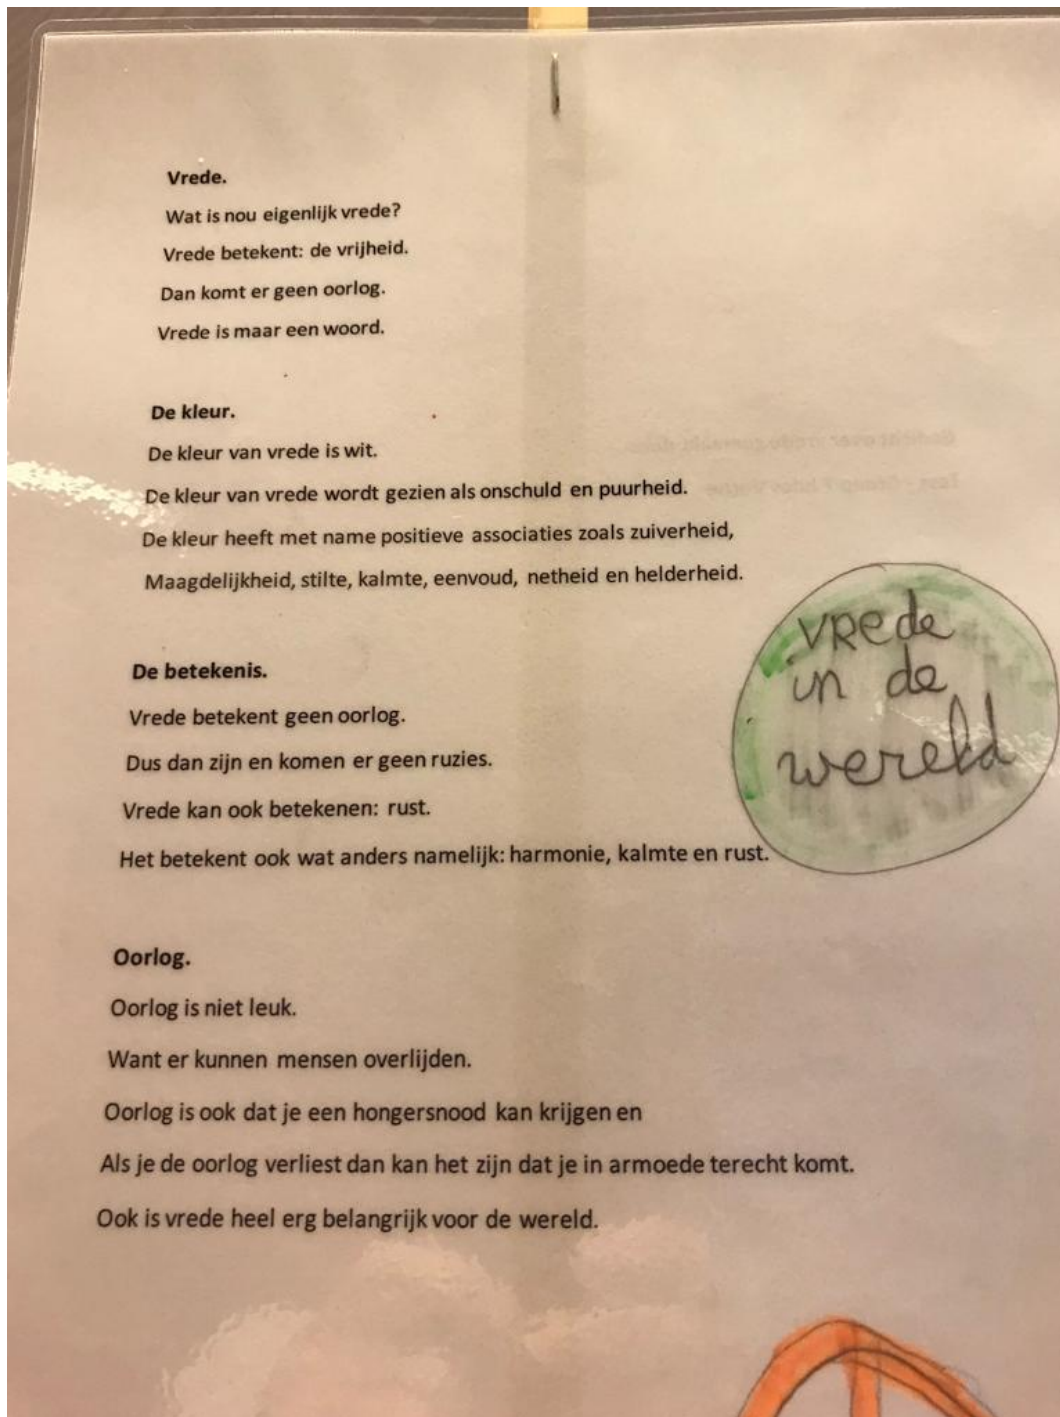 Vrede.
Wat is nou eigenlijk vrede?
Vrede betekent: de vrijheid.
Dan komt er geen oorlog.
Vrede is maar een woord.
De kleur.
De kleur van vrede is wit.
De kleur van vrede wordt gezien als onschuld en puurheid.
De kleur heeft met name positieve associaties zoals zuiverheid,
Maagdelijkheid, stilte, kalmte, eenvoud, netheid en helderheid.
De betekenis.
Vrede betekent geen oorlog.
Dus dan zijn en komen er geen ruzies.
Vrede kan ook betekenen: rust.
Het betekent ook wat anders namelijk: harmonie, kalmte en rust.
vrede
in de
wereld
Oorlog.
Oorlog is niet leuk.
Want er kunnen mensen overlijden.
Oorlog is ook dat je een hongersnood kan krijgen en
Als je de oorlog verliest dan kan het zijn dat je in armoede terecht komt.
Ook is vrede heel erg belangrijk voor de wereld.